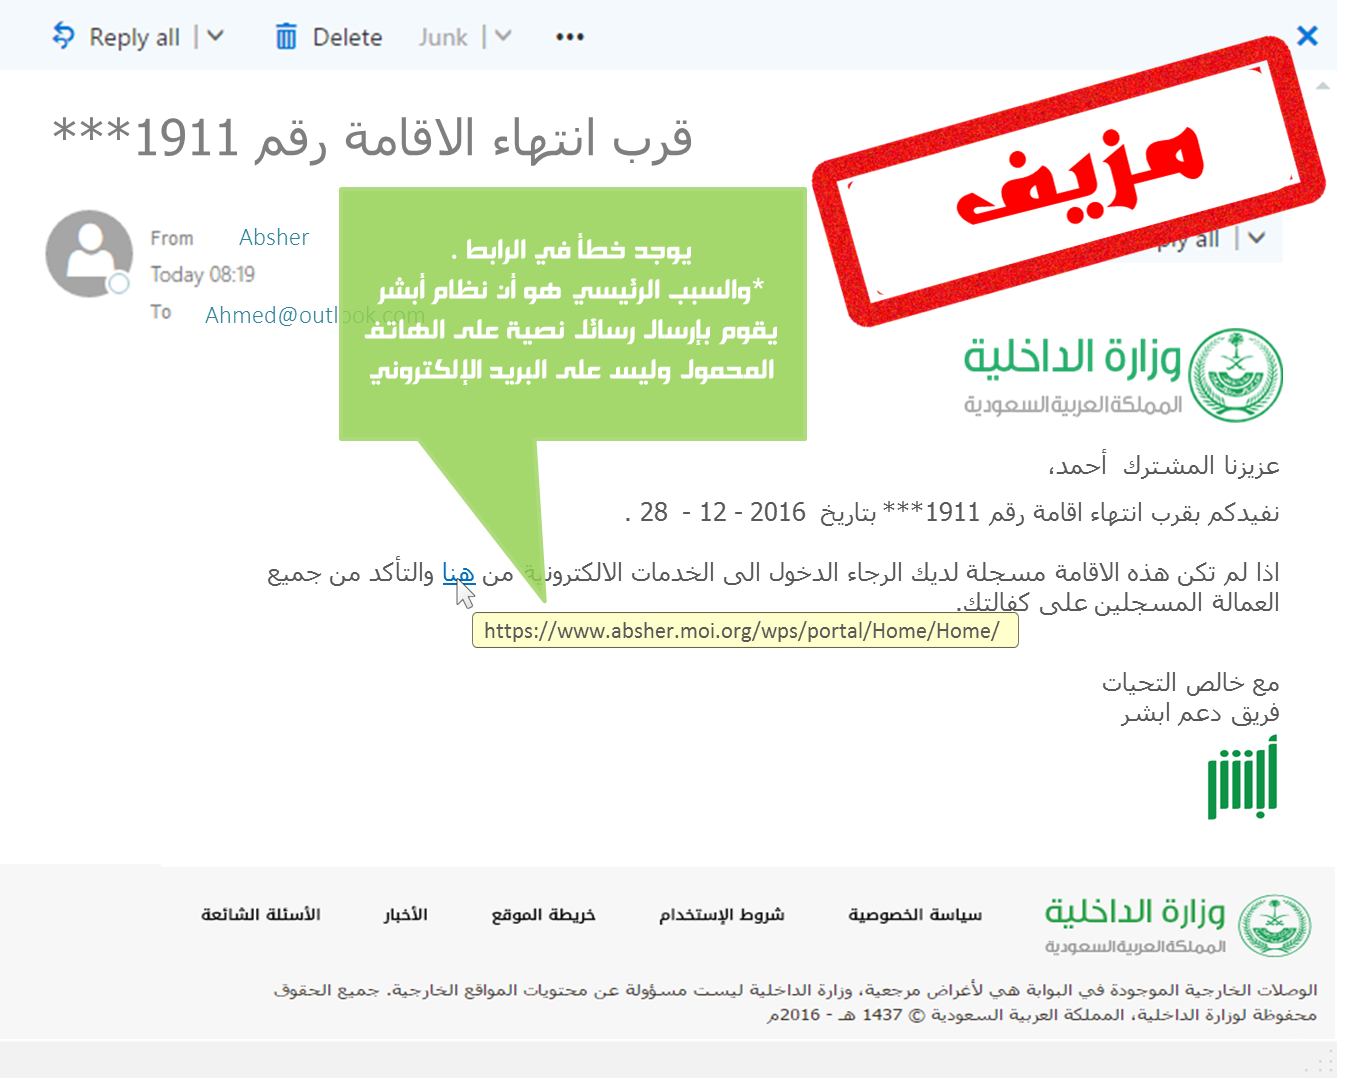 Reply all | Delete Junk | •••
قرب انتهاء الاقامة رقم 1911***
مزيف
From Absher
Today 08:19
To Ahmed@outlook.com
ply all
يوجد خطأ في الرابط .
*والسبب الرئيسي هو أن نظام أبشر
يقوم بإرسال رسائل نصية على الهاتف
المحمول وليس على البريد الإلكتروني
وزارة الداخلية
المملكة العربية السعودية
عزيزنا المشترك أحمد،
نفيدكم بقرب انتهاء اقامة رقم 1911*** بتاريخ 2016 - 12 - 28 .
اذا لم تكن هذه الاقامة مسجلة لديك الرجاء الدخول الى الخدمات الالكترونية من هنا والتأكد من جميع
العمالة المسجلين على كفالتك.
https://www.absher.moi.org/wps/portal/Home/Home/
مع خالص التحيات
فريق دعم ابشر
أبشر
وزارة الداخلية
المملكة العربية السعودية
سياسة الخصوصية شروط الإستخدام خريطة الموقع الأخبار الأسئلة الشائعة
الوصلات الخارجية الموجودة في البوابة هي لأغراض مرجعية، وزارة الداخلية ليست مسؤولة عن محتويات المواقع الخارجية. جميع الحقوق
محفوظة لوزارة الداخلية، المملكة العربية السعودية © 1437 هـ - 2016م